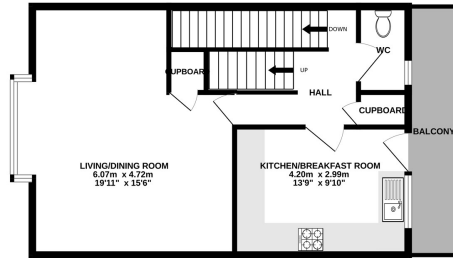 DOWN
WC
CUPBOARD
UP
HALL
CUPBOARD
BALCONY
LIVING/DINING ROOM
6.07m x 4.72m
19'11" x 15'6"
KITCHEN/BREAKFAST ROOM
4.20m x 2.99m
13'9" x 9'10"